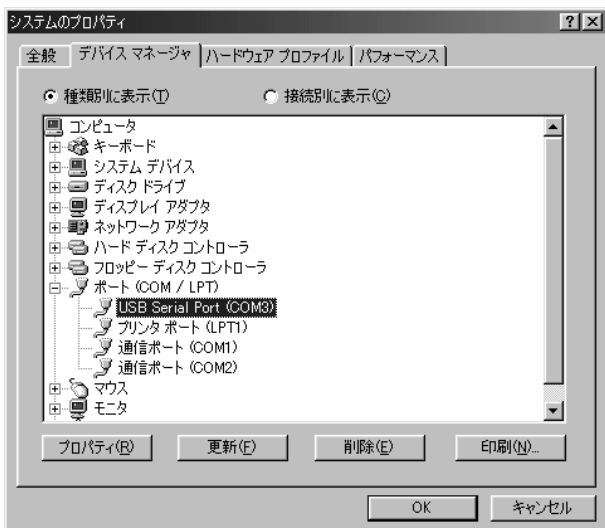 システムのプロパティ
全般 デバイス マネージャ ハードウェア プロファイル パフォーマンス
種類別に表示(T) 接続別に表示(C)
コンピュータ
キーボード
システム デバイス
ディスク ドライブ
ディスプレイ アダプタ
ネットワーク アダプタ
ハード ディスク コントローラ
フロッピー ディスク コントローラ
ポート (COM / LPT)
USB Serial Port (COM3)
プリンタ ポート (LPT1)
通信ポート (COM1)
通信ポート (COM2)
マウス
モニタ
プロパティ(R) 更新(F) 削除(E) 印刷(N)...
OK キャンセル